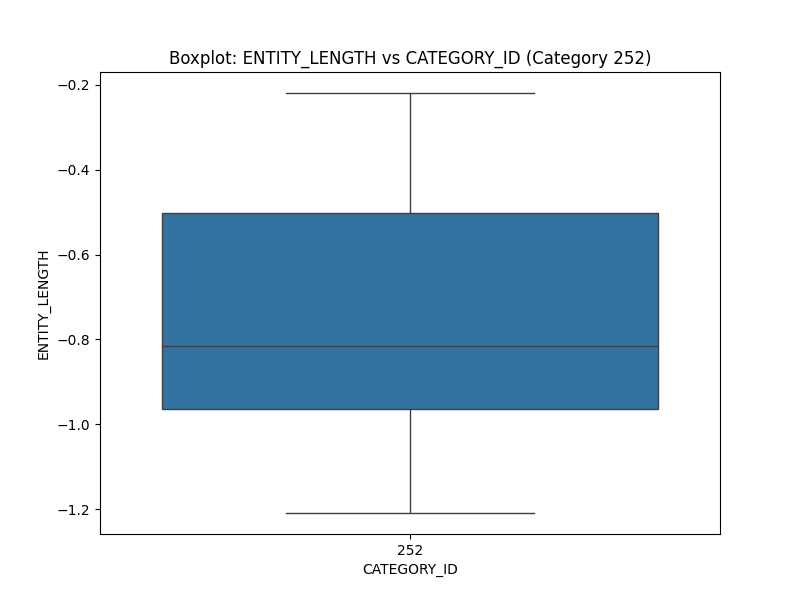 Boxplot: ENTITY_LENGTH vs CATEGORY_ID (Category 252)
−0.2
−0.4
−0.6
−0.8
−1.0
−1.2
ENTITY_LENGTH
252
CATEGORY_ID